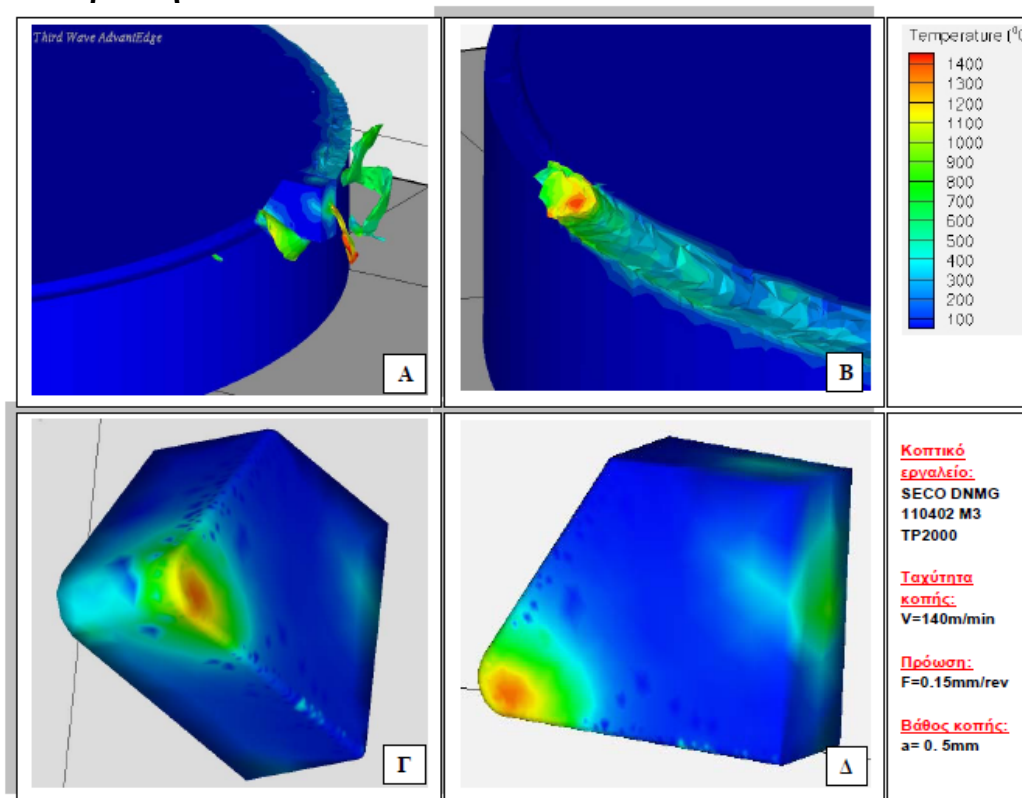 Third Wave AdvantEdge
A
B
Temperature (⁰C
1400
1300
1200
1100
1000
900
800
700
600
500
400
300
200
100
Γ
Δ
Κοπτικό
εργαλείο:
SECO DNMG
110402 M3
TP2000
Ταχύτητα
κοπής:
V=140m/min
Πρόωση:
F=0.15mm/rev
Βάθος κοπής:
a= 0. 5mm